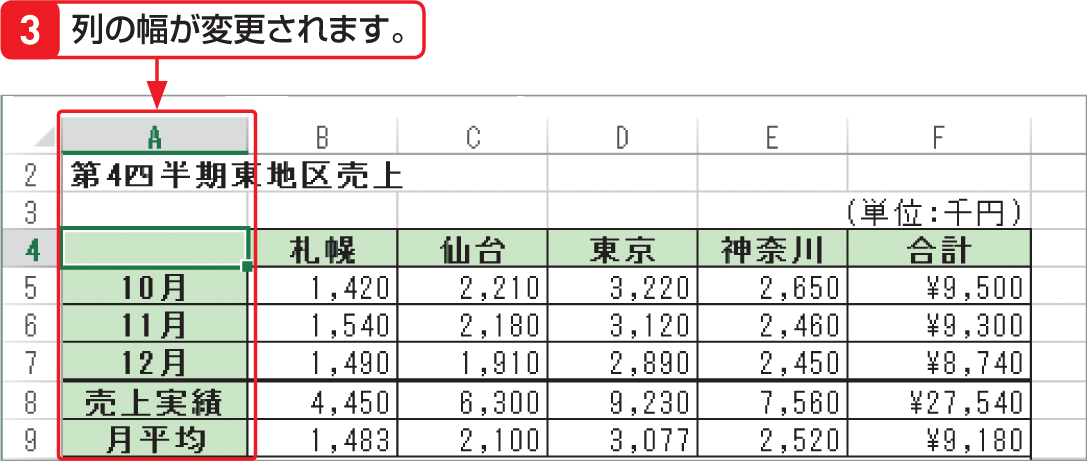 3 列の幅が変更されます。
A B C D E F
2 第4四半期東地区売上
3 (単位:千円)
4 札幌 仙台 東京 神奈川 合計
5 10月 1,420 2,210 3,220 2,650 ¥9,500
6 11月 1,540 2,180 3,120 2,460 ¥9,300
7 12月 1,490 1,910 2,890 2,450 ¥8,740
8 売上実績 4,450 6,300 9,230 7,560 ¥27,540
9 月平均 1,483 2,100 3,077 2,520 ¥9,180